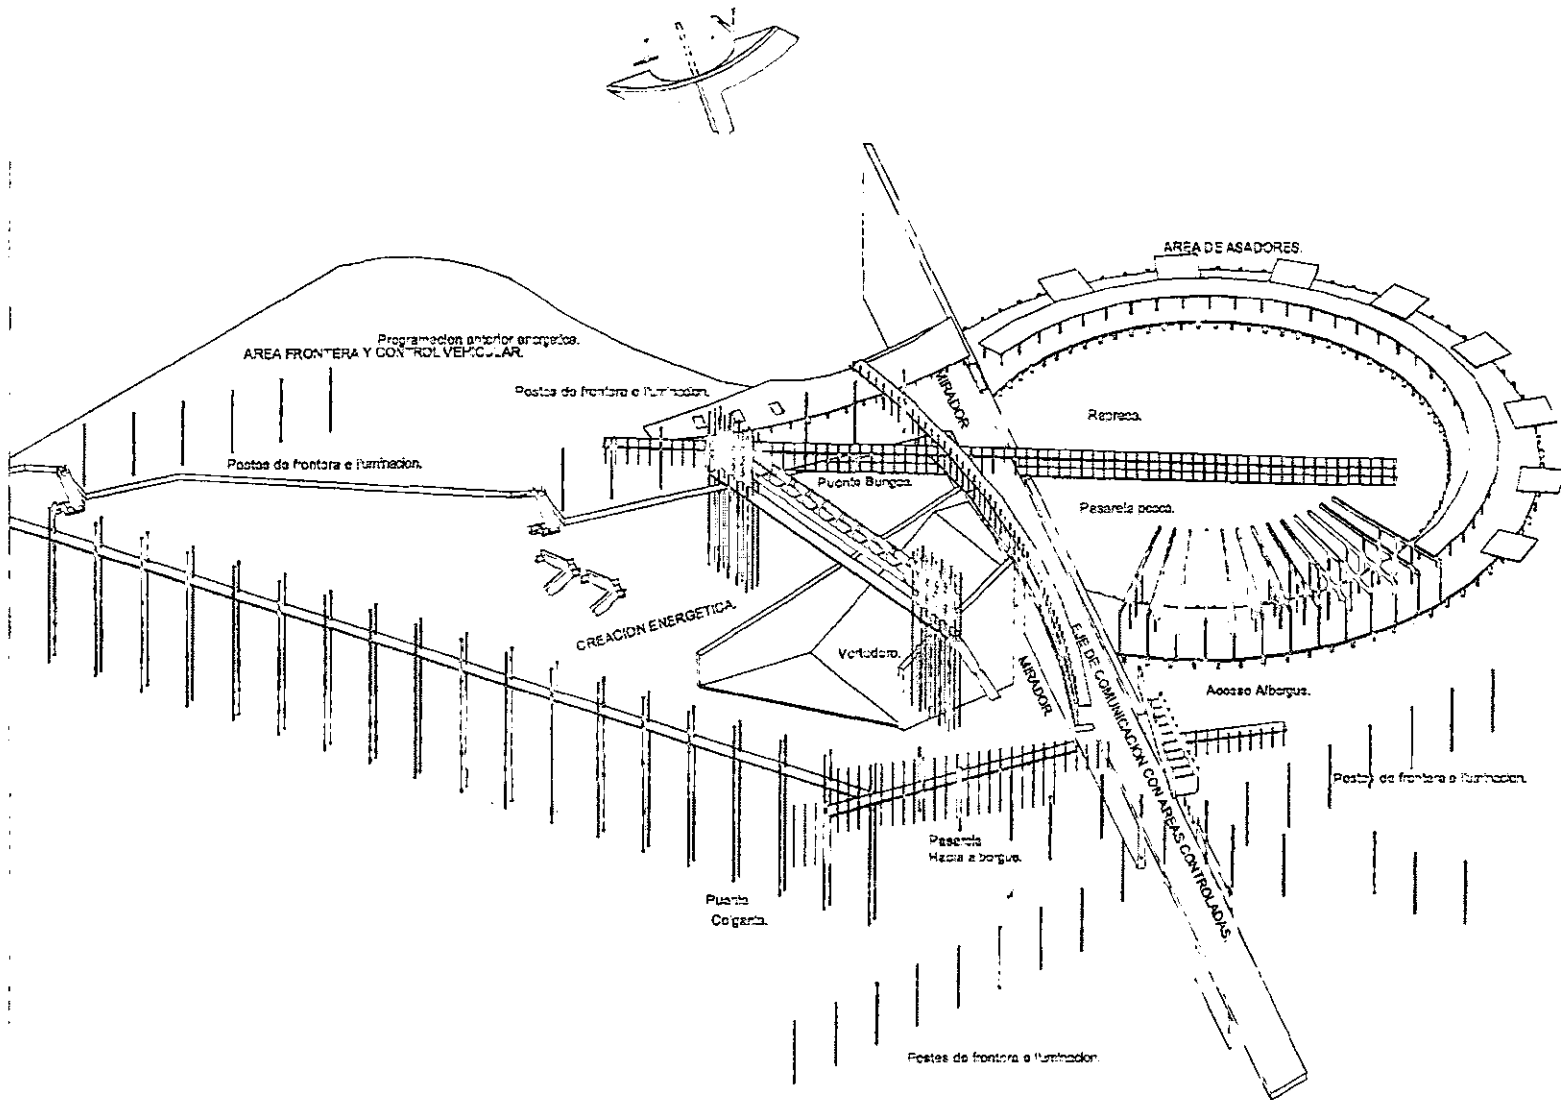 AREA DE ASADORES.
Programacion anterior energetica.
AREA FRONTERA Y CONTROL VEHICULAR.
Postes de frontera e iluminacion.
MIRADOR
Represa.
Postes de frontera e iluminacion.
Puente Bungee.
Pasarela pesca.
CREACION ENERGETICA.
Vertedero.
MIRADOR
EJE DE COMUNICACION CON AREAS CONTROLADAS.
Acceso Albergue.
Postes de frontera e iluminacion.
Pasarela
Hacia albergue.
Puente
Colgante.
Postes de frontera e iluminacion.